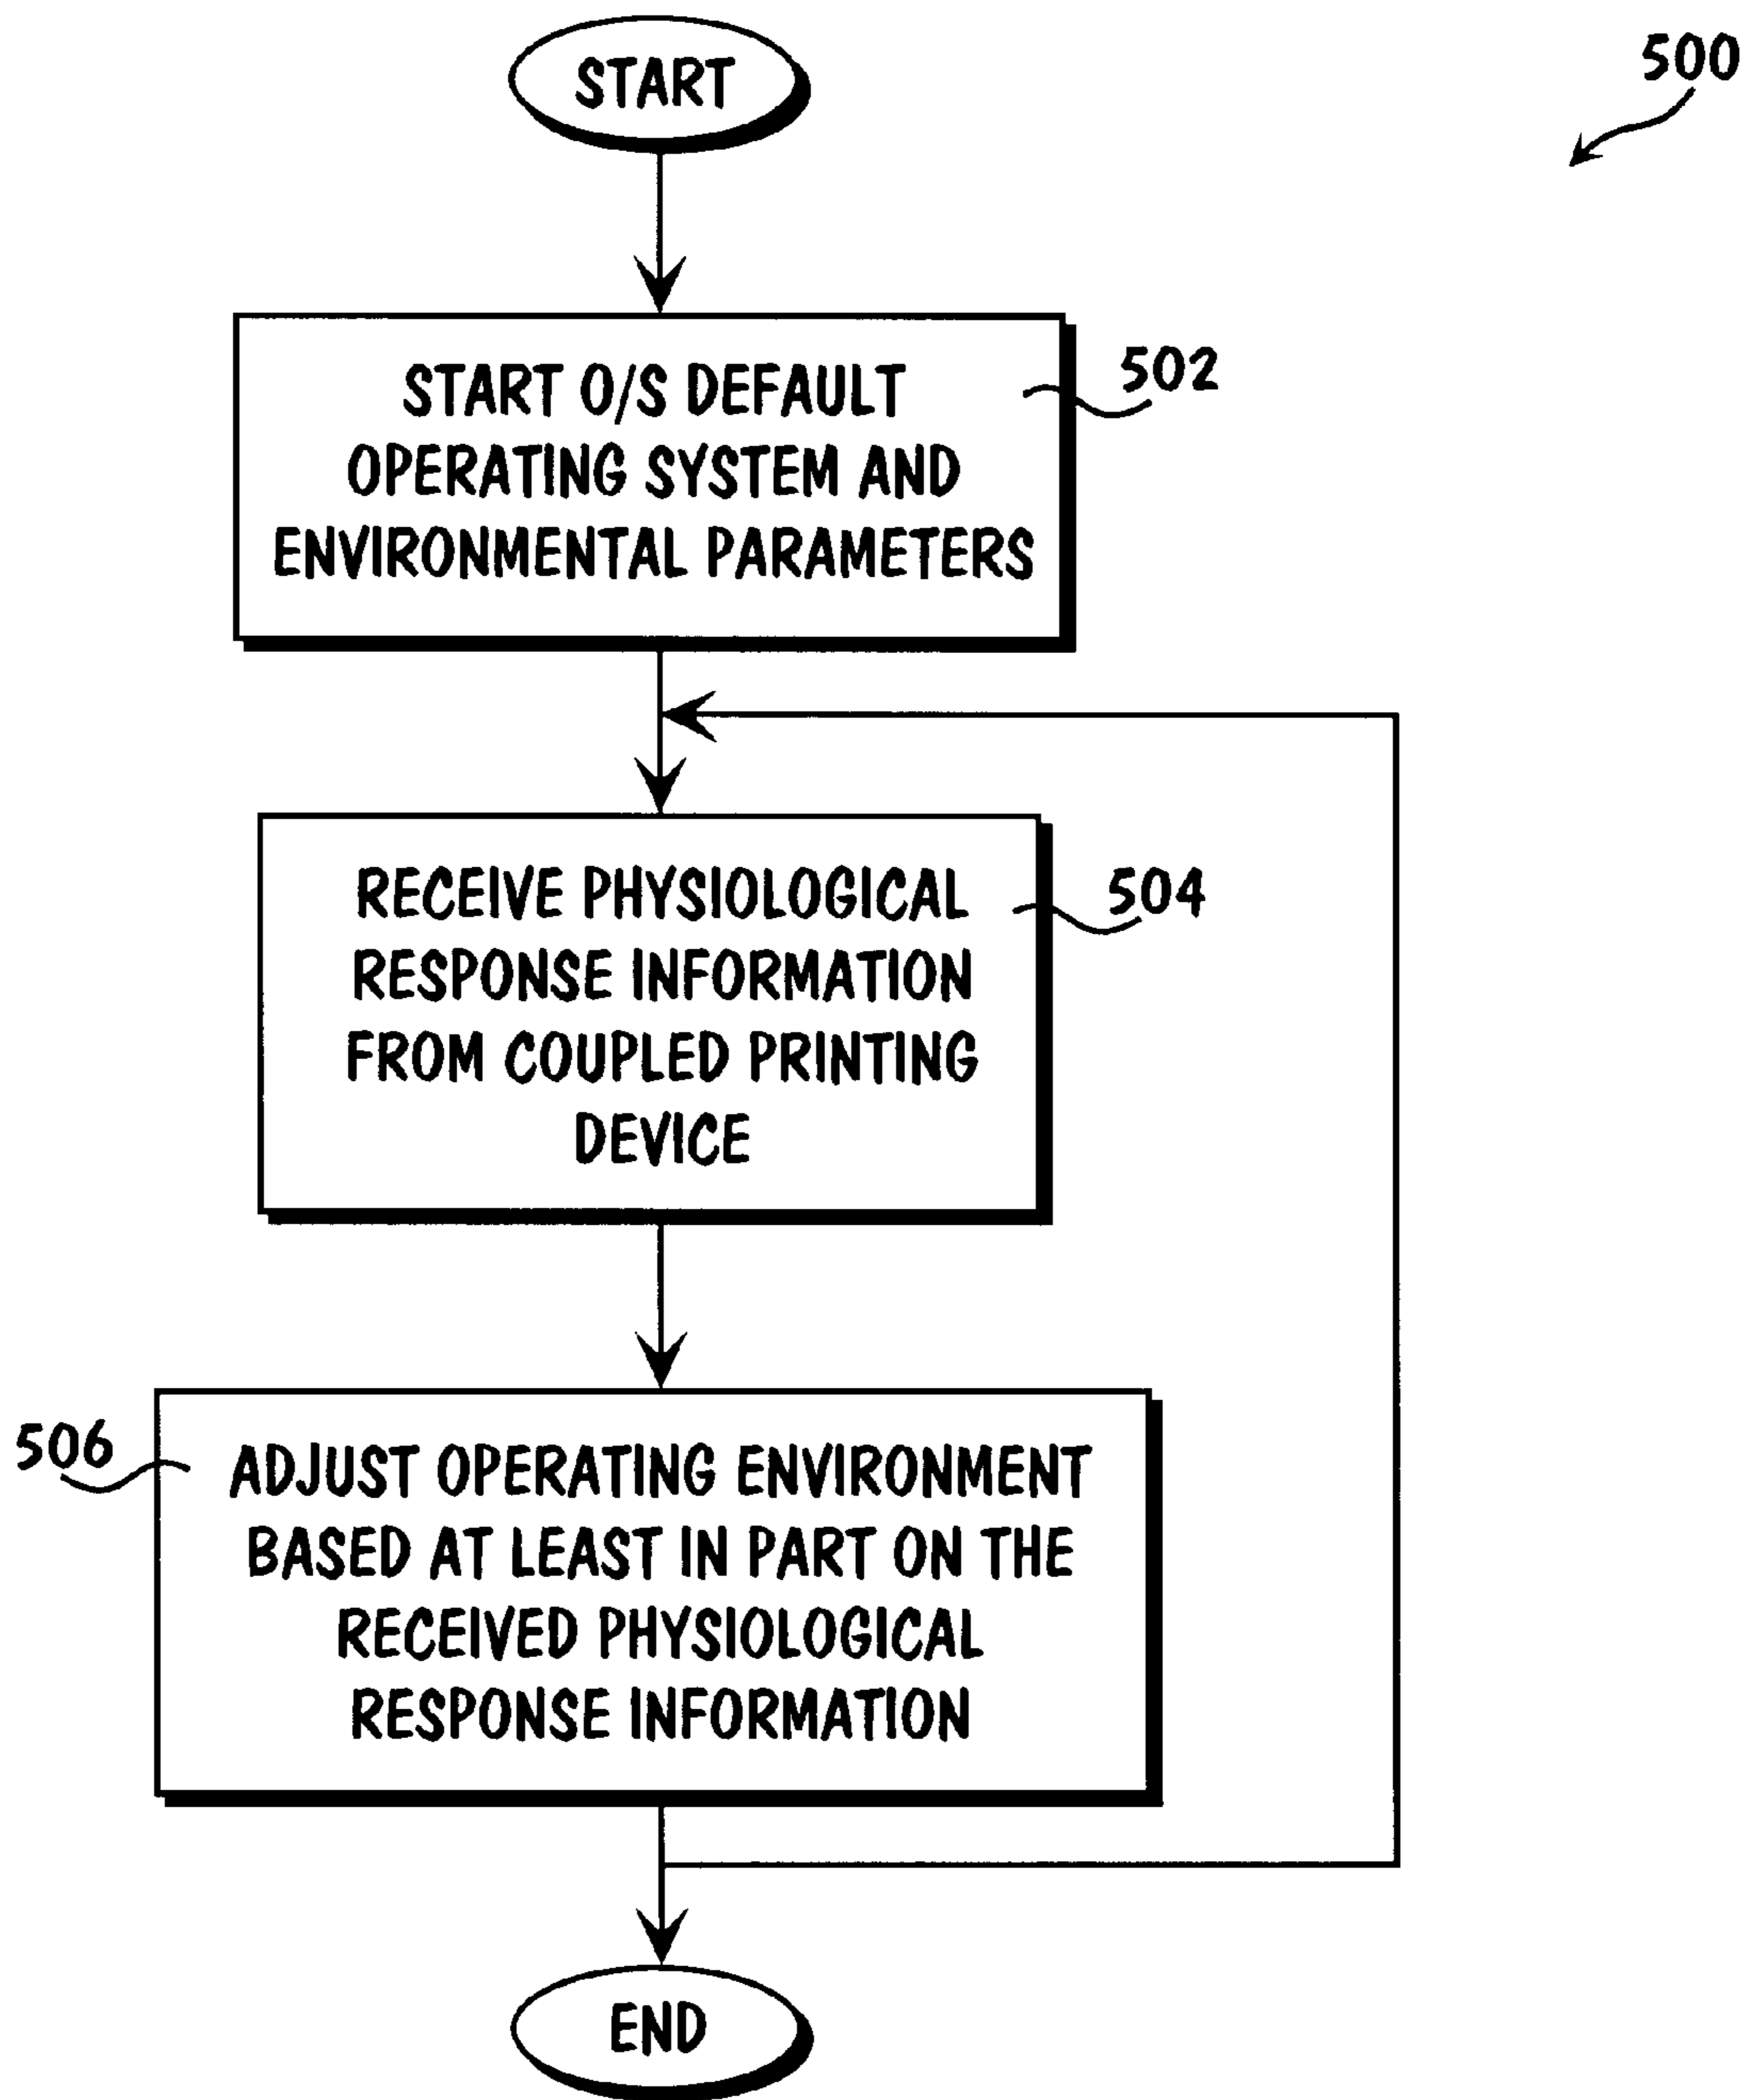 START
500
START O/S DEFAULT
OPERATING SYSTEM AND
ENVIRONMENTAL PARAMETERS
502
RECEIVE PHYSIOLOGICAL
RESPONSE INFORMATION
FROM COUPLED PRINTING
DEVICE
504
506
ADJUST OPERATING ENVIRONMENT
BASED AT LEAST IN PART ON THE
RECEIVED PHYSIOLOGICAL
RESPONSE INFORMATION
END